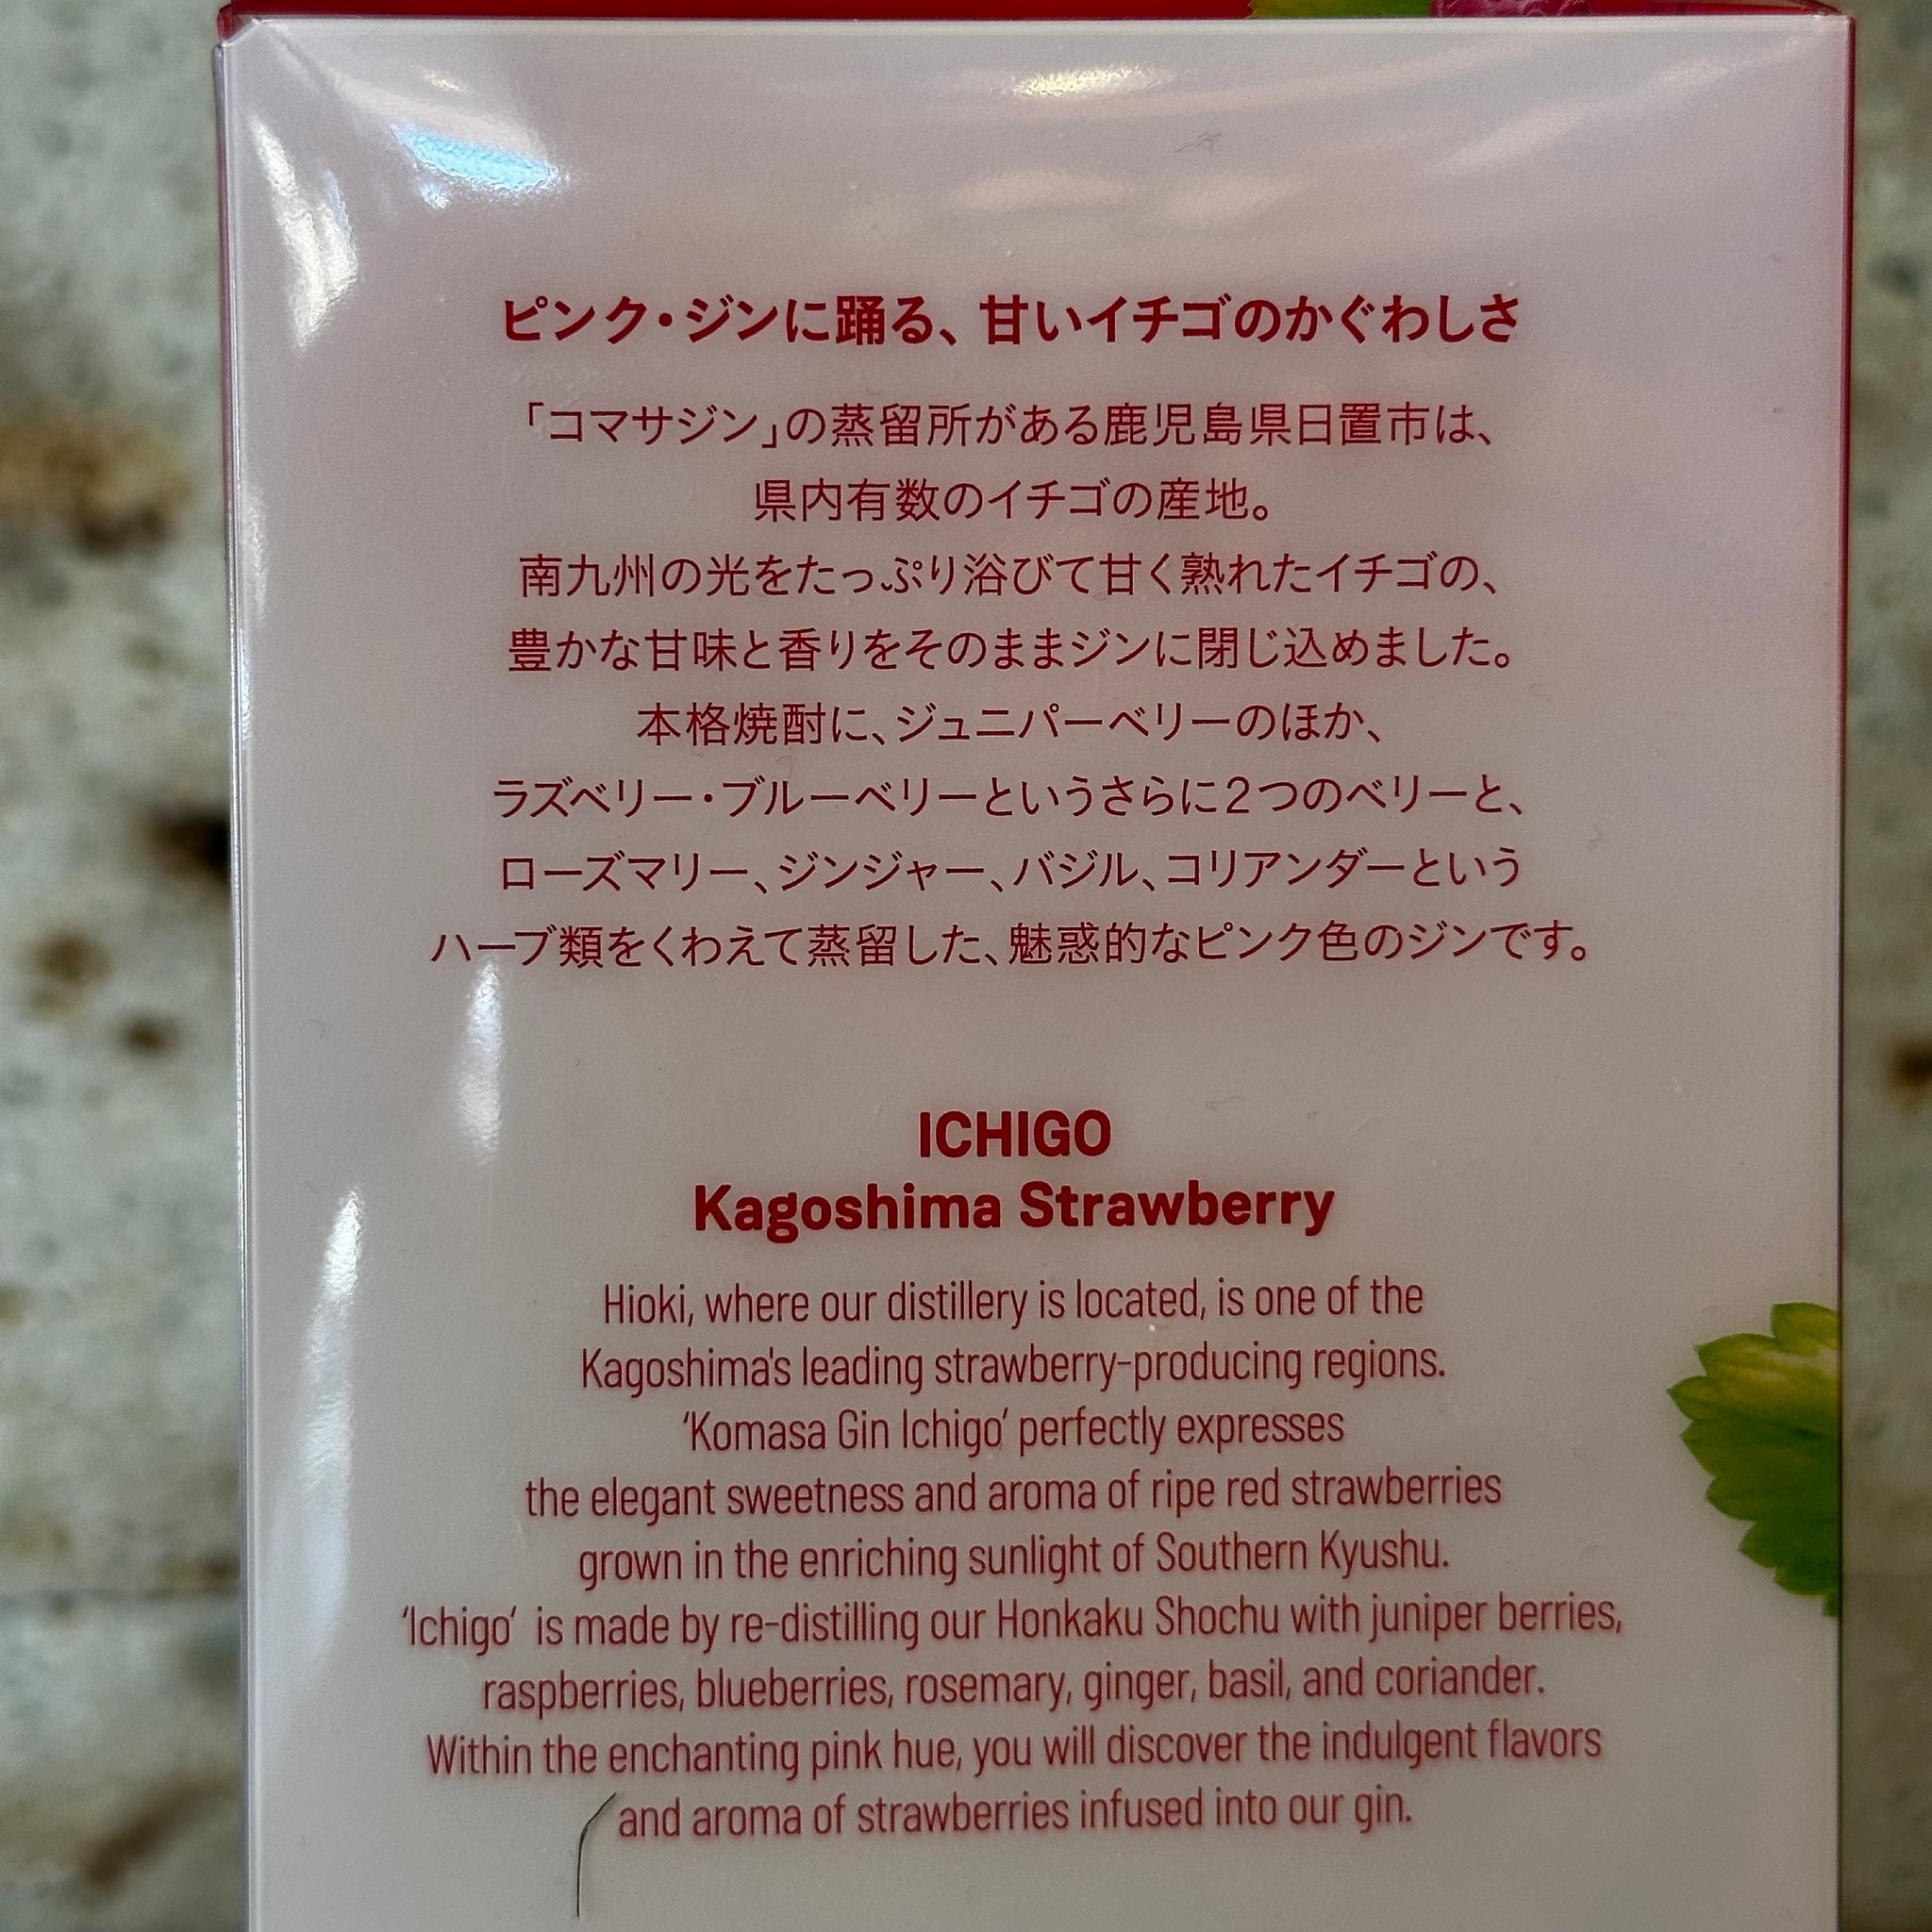 ピンク・ジンに踊る、甘いイチゴのかぐわしさ
「コマサジン」の蒸留所がある鹿児島県日置市は、
県内有数のイチゴの産地。
南九州の光をたっぷり浴びて甘く熟れたイチゴの、
豊かな甘味と香りをそのままジンに閉じ込めました。
本格焼酎に、ジュニパーベリーのほか、
ラズベリー・ブルーベリーというさらに2つのベリーと、
ローズマリー、ジンジャー、バジル、コリアンダーという
ハーブ類をくわえて蒸留した、魅惑的なピンク色のジンです。
ICHIGO
Kagoshima Strawberry
Hioki, where our distillery is located, is one of the
Kagoshima's leading strawberry-producing regions.
‘Komasa Gin Ichigo’ perfectly expresses
the elegant sweetness and aroma of ripe red strawberries
grown in the enriching sunlight of Southern Kyushu.
‘Ichigo’ is made by re-distilling our Honkaku Shochu with juniper berries,
raspberries, blueberries, rosemary, ginger, basil, and coriander.
Within the enchanting pink hue, you will discover the indulgent flavors
and aroma of strawberries infused into our gin.